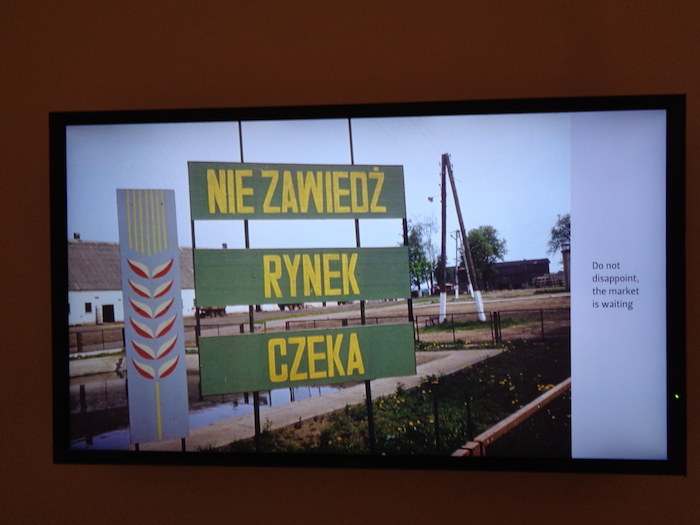 NIE ZAWIEDŹ
RYNEK
CZEKA
Do not
disappoint,
the market
is waiting